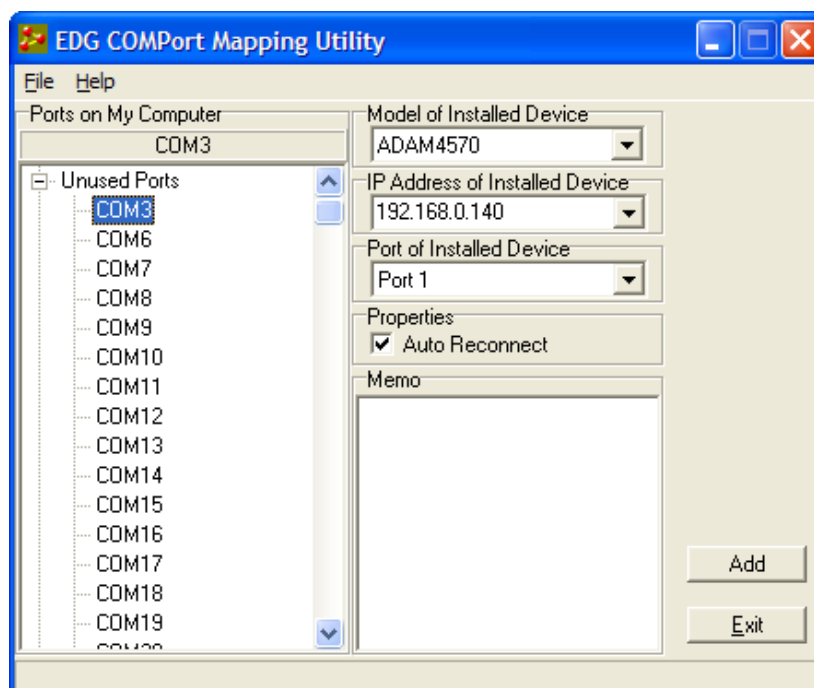 EDG COMPort Mapping Utility
File Help
Ports on My Computer
COM3
Unused Ports
COM3
COM6
COM7
COM8
COM9
COM10
COM11
COM12
COM13
COM14
COM15
COM16
COM17
COM18
COM19
Model of Installed Device
ADAM4570
IP Address of Installed Device
192.168.0.140
Port of Installed Device
Port 1
Properties
Auto Reconnect
Memo
Add
Exit